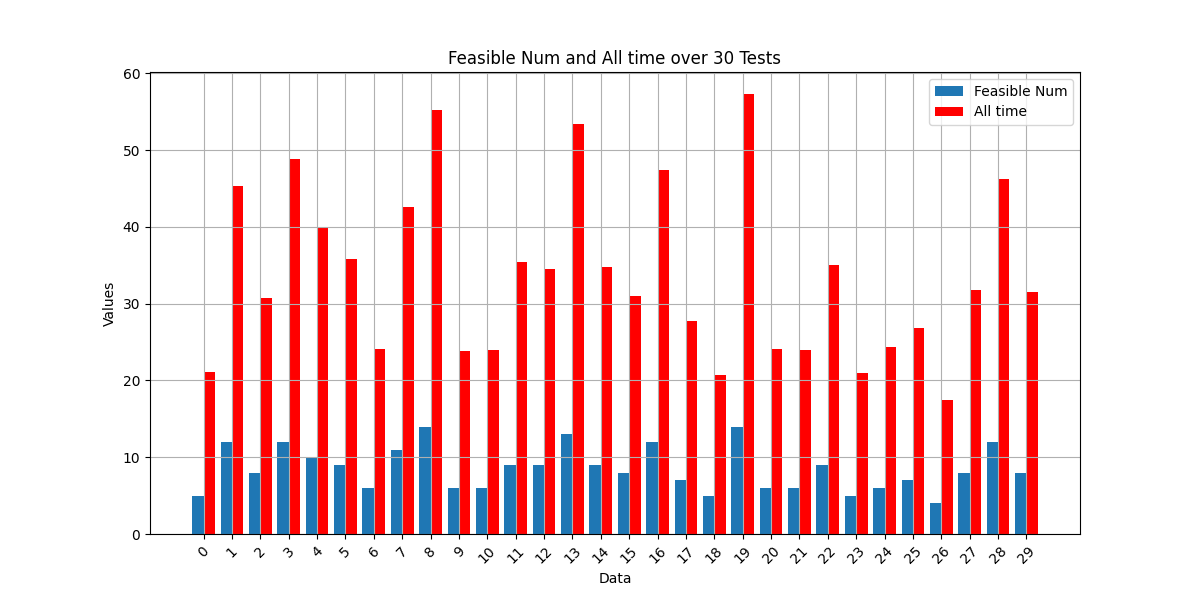 Feasible Num and All time over 30 Tests
Feasible Num
All time
Values
60
50
40
30
20
10
0
0 1 2 3 4 5 6 7 8 9 10 11 12 13 14 15 16 17 18 19 20 21 22 23 24 25 26 27 28 29
Data